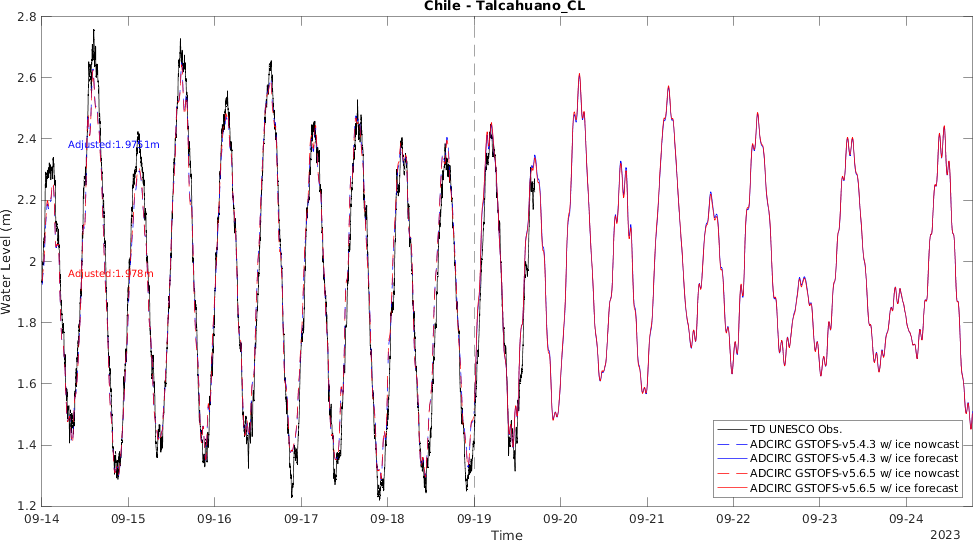 Chile - Talcahuano_CL
2.8
2.6
2.4
2.2
2
1.8
1.6
1.4
1.2
Water Level (m)
Adjusted:1.9751m
Adjusted:1.978m
TD UNESCO Obs.
ADCIRC GSTOFS-v5.4.3 w/ ice nowcast
ADCIRC GSTOFS-v5.4.3 w/ ice forecast
ADCIRC GSTOFS-v5.6.5 w/ ice nowcast
ADCIRC GSTOFS-v5.6.5 w/ ice forecast
09-14 09-15 09-16 09-17 09-18 09-19 09-20 09-21 09-22 09-23 09-24
Time
2023